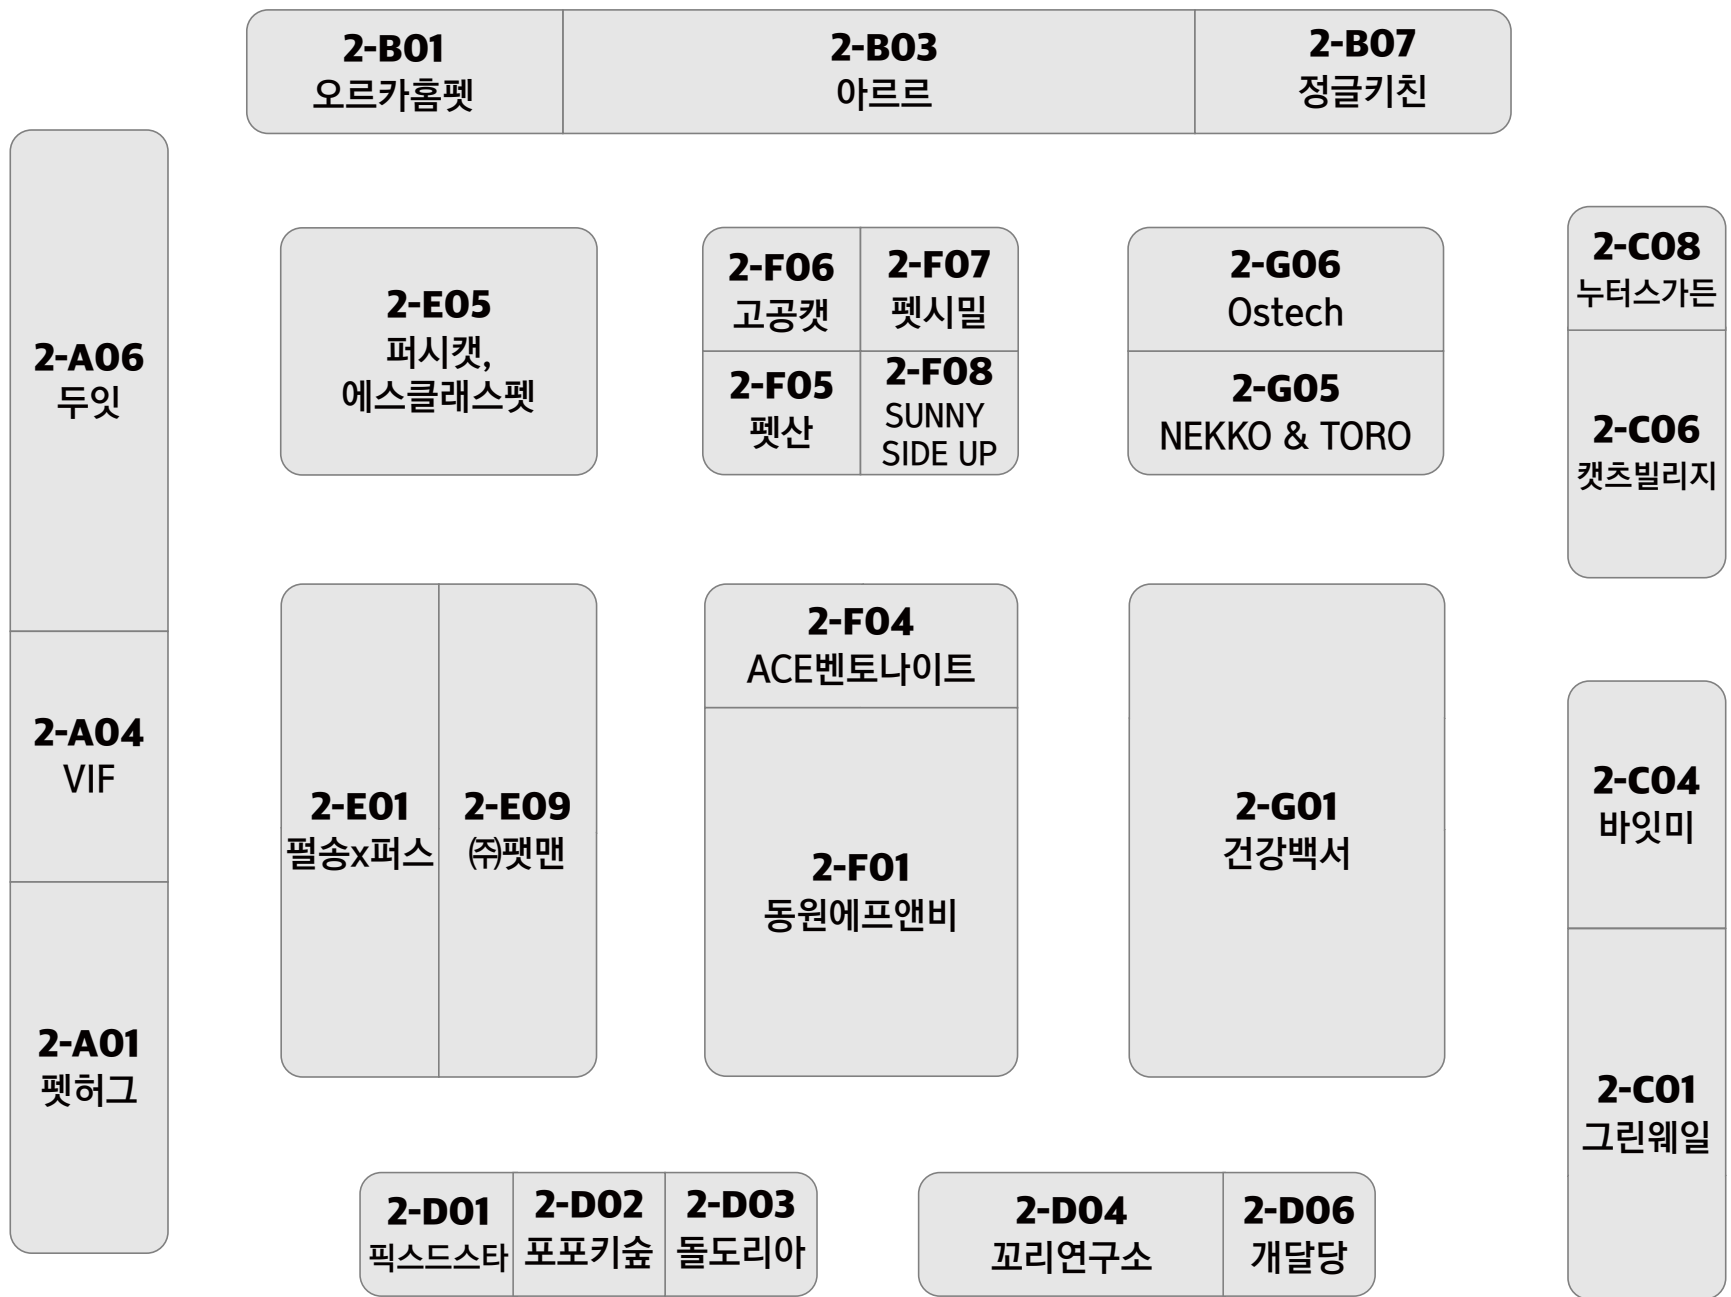 2-B01
오르카홈펫
2-B03
아르르
2-B07
정글키친
2-A06
두잇
2-A04
VIF
2-A01
펫허그
2-E05
퍼시캣,
에스클래스펫
2-F06
고공캣
2-F07
펫시밀
2-F05
펫산
2-F08
SUNNY
SIDE UP
2-G06
Ostech
2-G05
NEKKO & TORO
2-C08
누터스가든
2-C06
캣츠빌리지
2-E01
펄송x퍼스
2-E09
㈜팻맨
2-F04
ACE벤토나이트
2-F01
동원에프앤비
2-G01
건강백서
2-C04
바잇미
2-C01
그린웨일
2-D01
픽스드스타
2-D02
포포키숲
2-D03
돌도리아
2-D04
꼬리연구소
2-D06
개달당